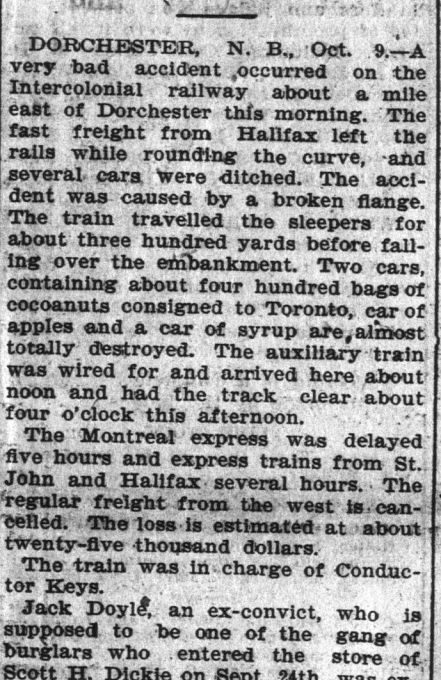 DORCHESTER, N. B., Oct. 9.—A
very bad accident occurred on the
Intercolonial railway about a mile
east of Dorchester this morning. The
fast freight from Halifax left the
rails while rounding the curve, and
several cars were ditched. The acci-
dent was caused by a broken flange.
The train travelled the sleepers for
about three hundred yards before fall-
ing over the embankment. Two cars,
containing about four hundred bags of
cocoanuts consigned to Toronto, car of
apples and a car of syrup are almost
totally destroyed. The auxiliary train
was wired for and arrived here about
noon and had the track clear about
four o'clock this afternoon.
The Montreal express was delayed
five hours and express trains from St.
John and Halifax several hours. The
regular freight from the west is can-
celled. The loss is estimated at about
twenty-five thousand dollars.
The train was in charge of Conduc-
tor Keys.
Jack Doyle, an ex-convict, who is
supposed to be one of the gang of
burglars who entered the store of
Scott H. Dickie on Sept. 24th, was